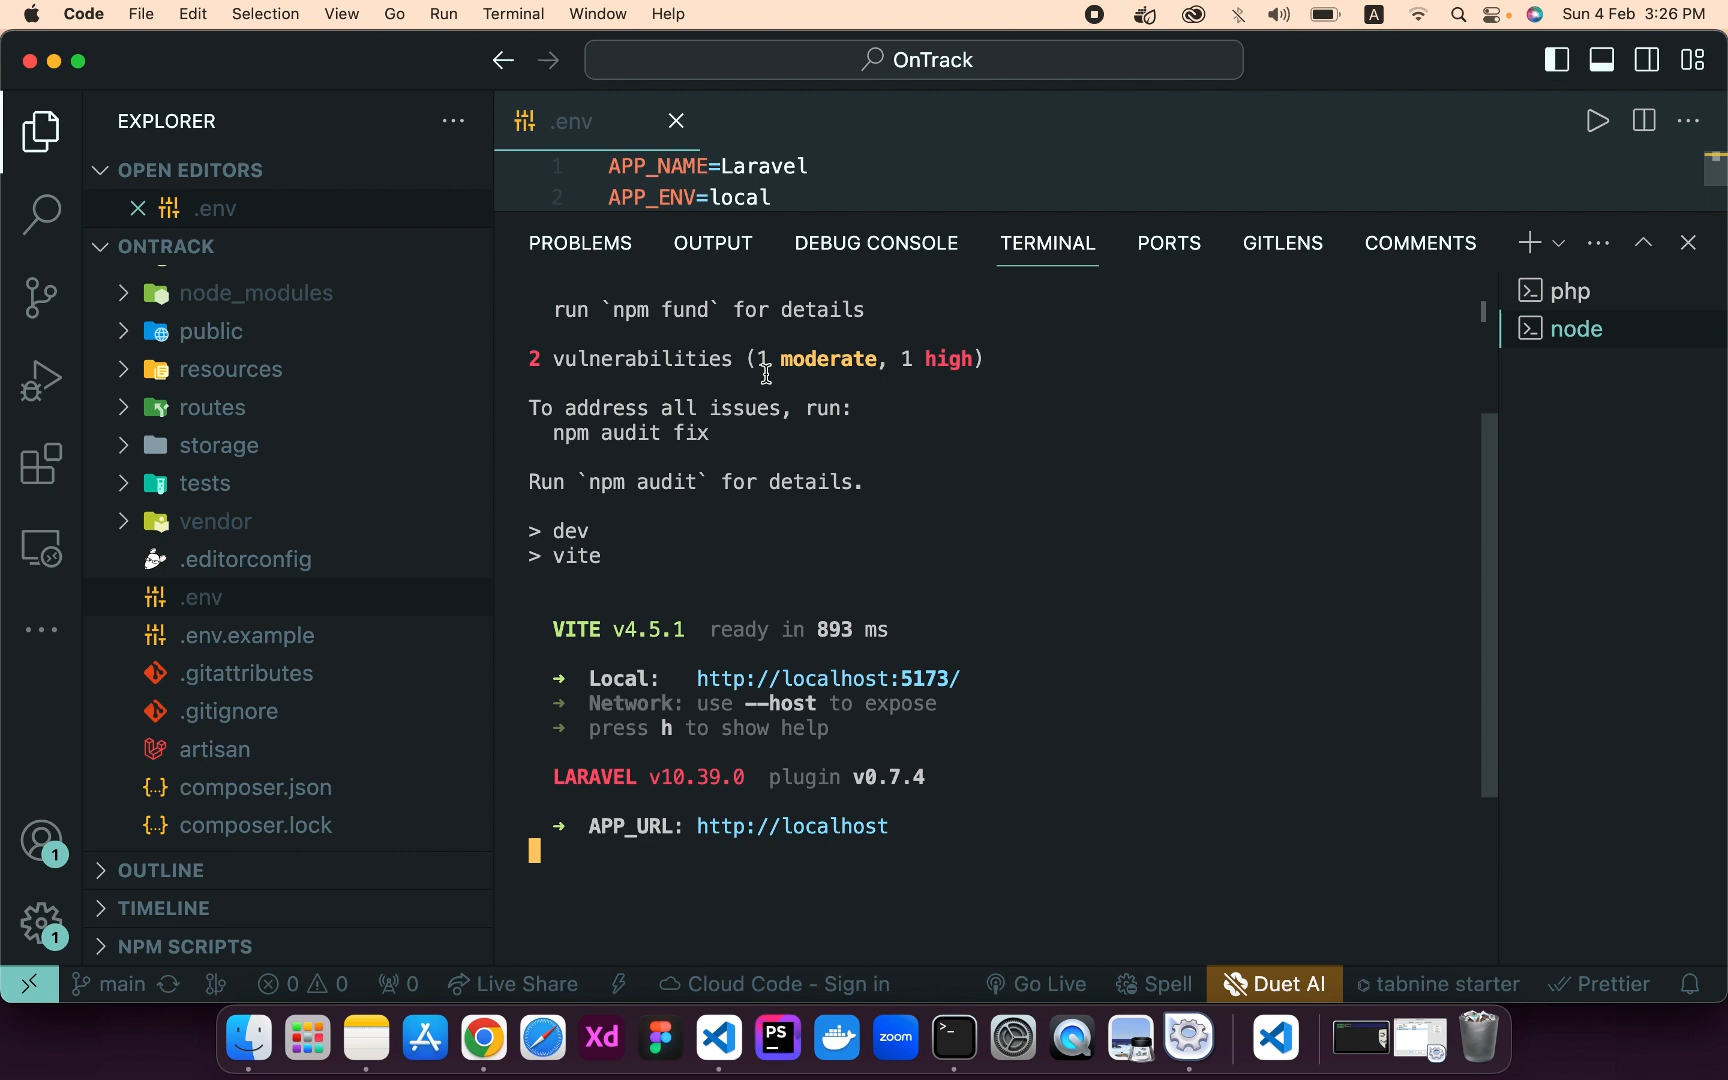 Code File Edit Selection View Go Run Terminal Window Help A Sun 4 Feb 3:26 PM
OnTrack
EXPLORER
.env
OPEN EDITORS
.env
ONTRACK
node_modules
public
resources
routes
storage
tests
vendor
.editorconfig
.env
.env.example
.gitattributes
.gitignore
artisan
{..} composer.json
{..} composer.lock
OUTLINE
TIMELINE
NPM SCRIPTS
1
1
1 APP_NAME=Laravel
2 APP_ENV=local
PROBLEMS OUTPUT DEBUG CONSOLE TERMINAL PORTS GITLENS COMMENTS
php
node
run `npm fund` for details
2 vulnerabilities (1 moderate, 1 high)
To address all issues, run:
npm audit fix
Run `npm audit` for details.
> dev
> vite
VITE v4.5.1 ready in 893 ms
➜ Local: http://localhost:5173/
➜ Network: use --host to expose
➜ press h to show help
LARAVEL v10.39.0 plugin v0.7.4
➜ APP_URL: http://localhost
main 0 0 0 Live Share Cloud Code - Sign in Go Live Spell Duet AI tabnine starter Prettier
Xd PS zoom